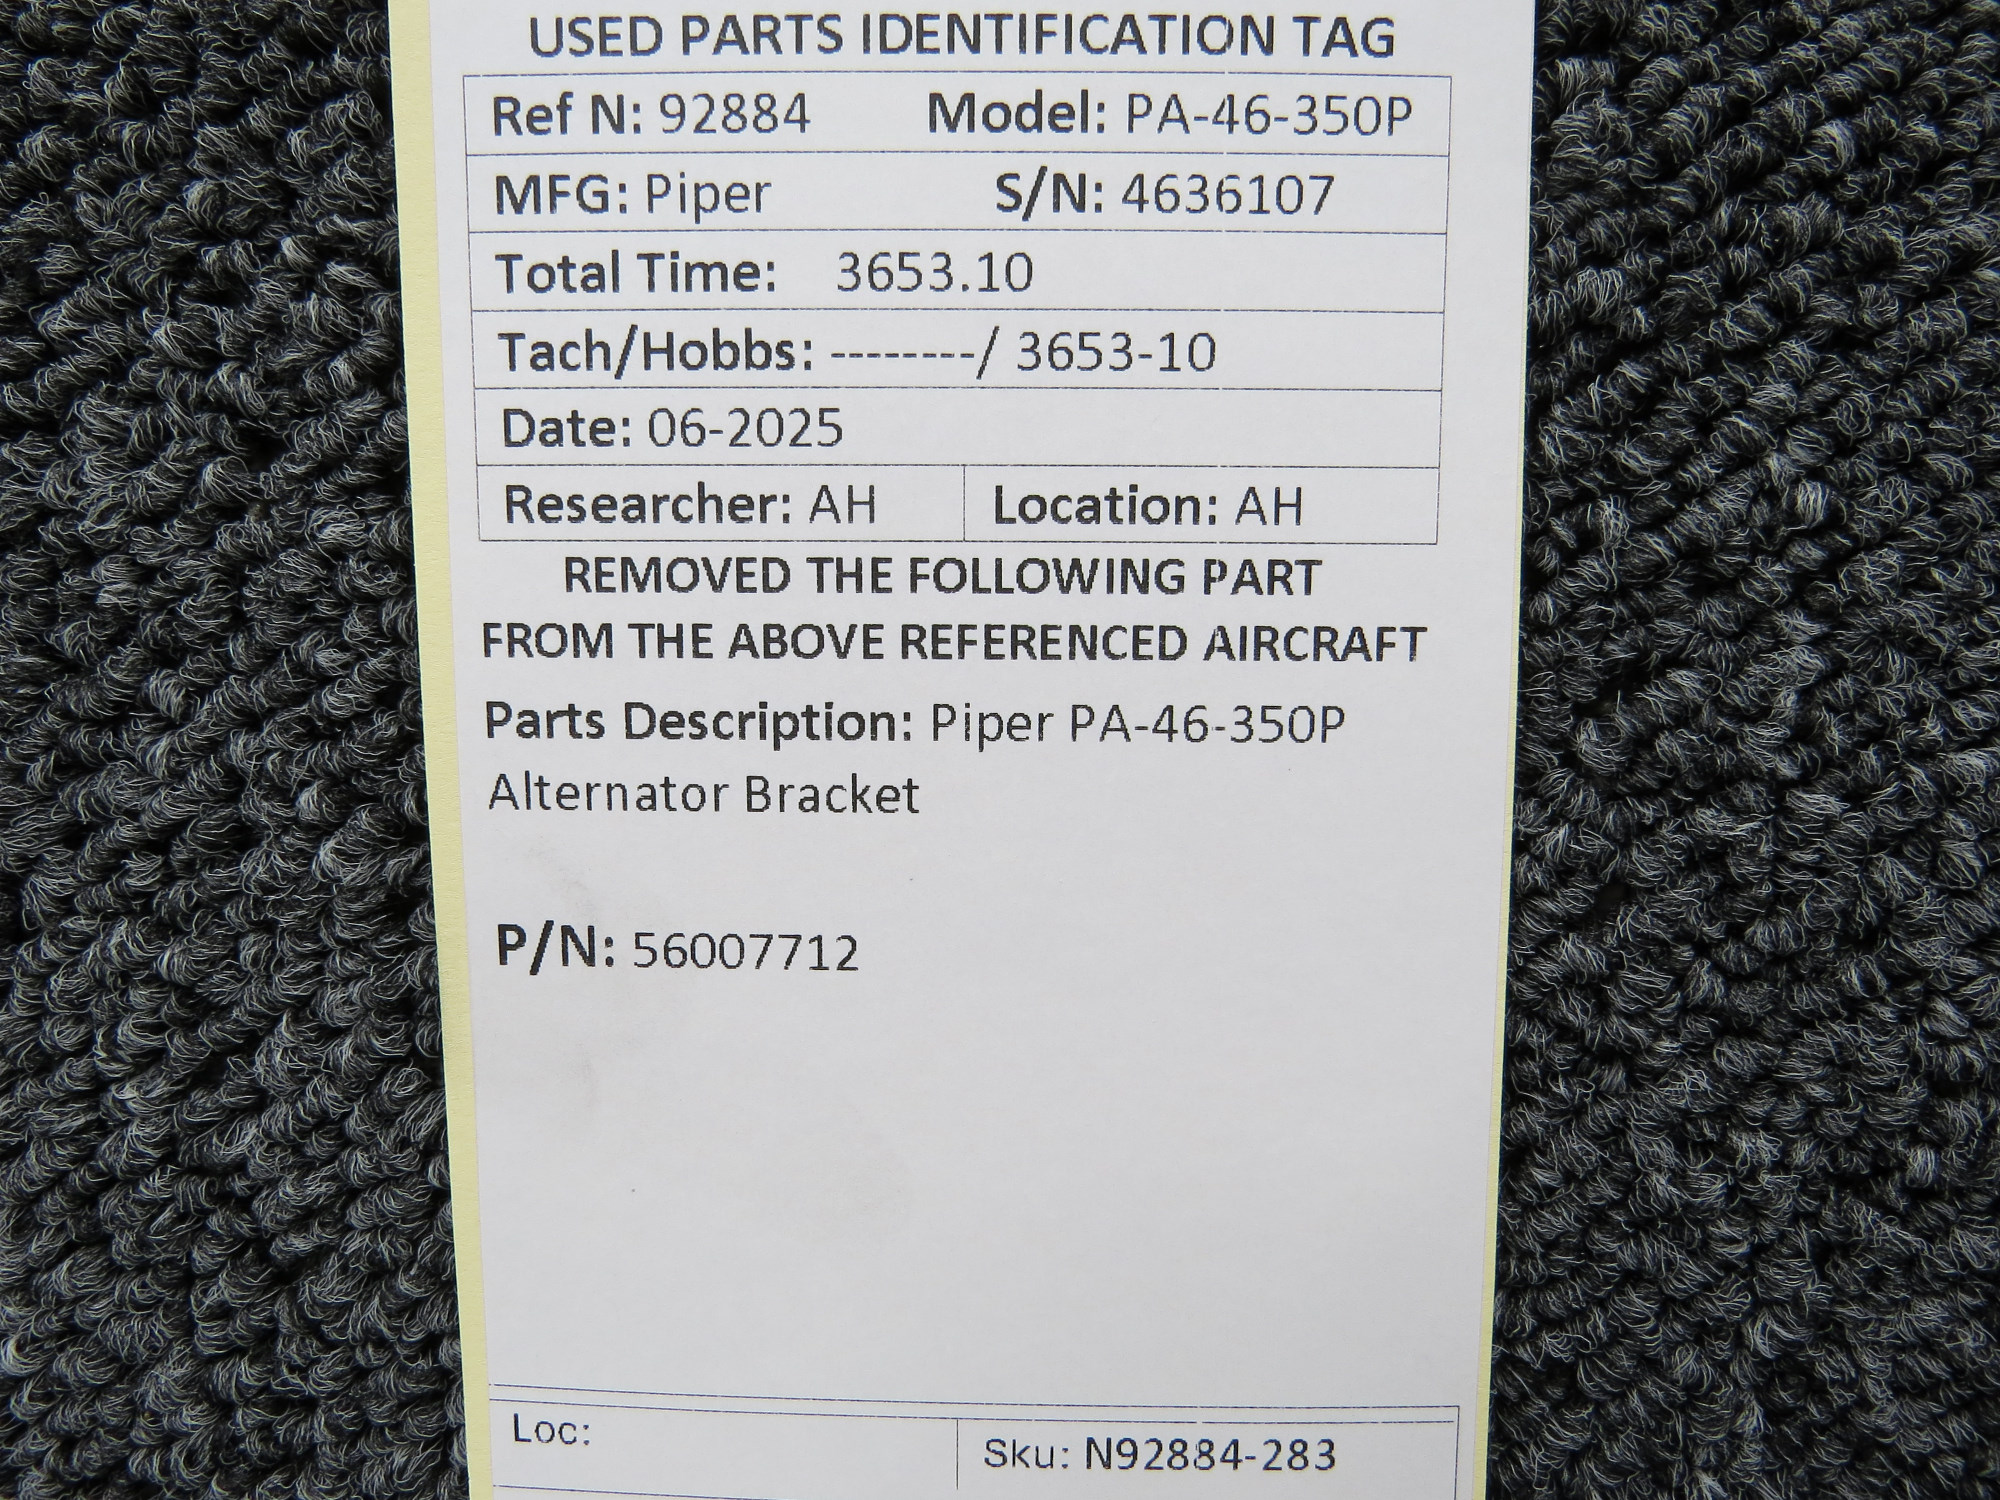 USED PARTS IDENTIFICATION TAG
Ref N: 92884 Model: PA-46-350P
MFG: Piper S/N: 4636107
Total Time: 3653.10
Tach/Hobbs: --------/ 3653-10
Date: 06-2025
Researcher: AH Location: AH
REMOVED THE FOLLOWING PART
FROM THE ABOVE REFERENCED AIRCRAFT
Parts Description: Piper PA-46-350P
Alternator Bracket
P/N: 56007712
Loc: Sku: N92884-283